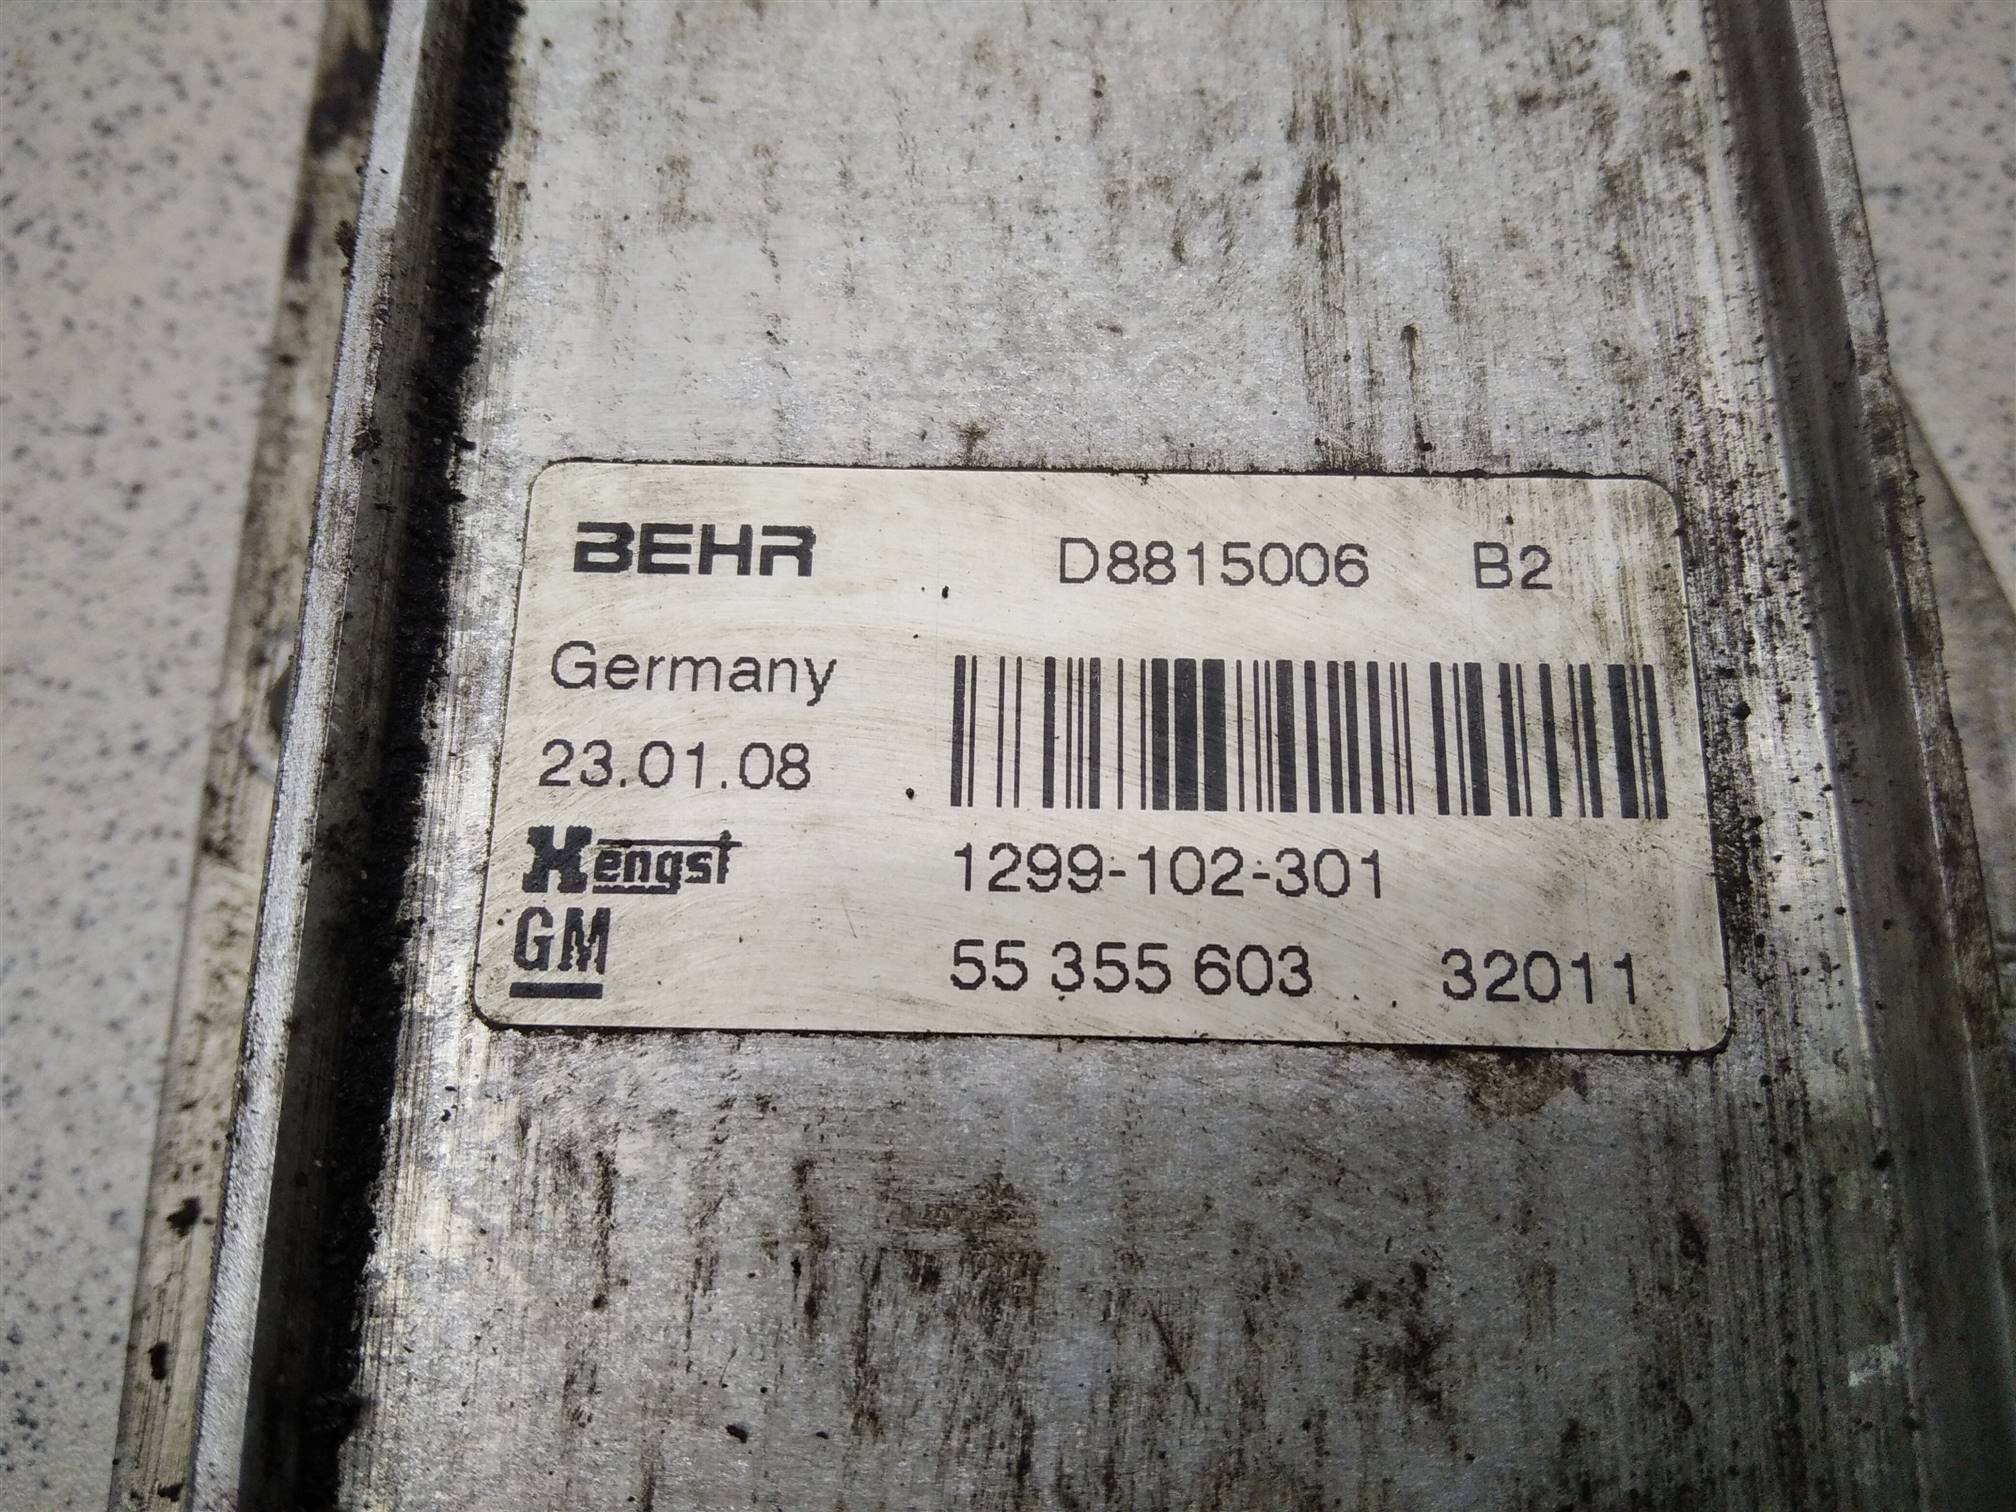 BEHR D8815006 B2
Germany
23.01.08
Hengst 1299-102-301
GM 55 355 603 32011